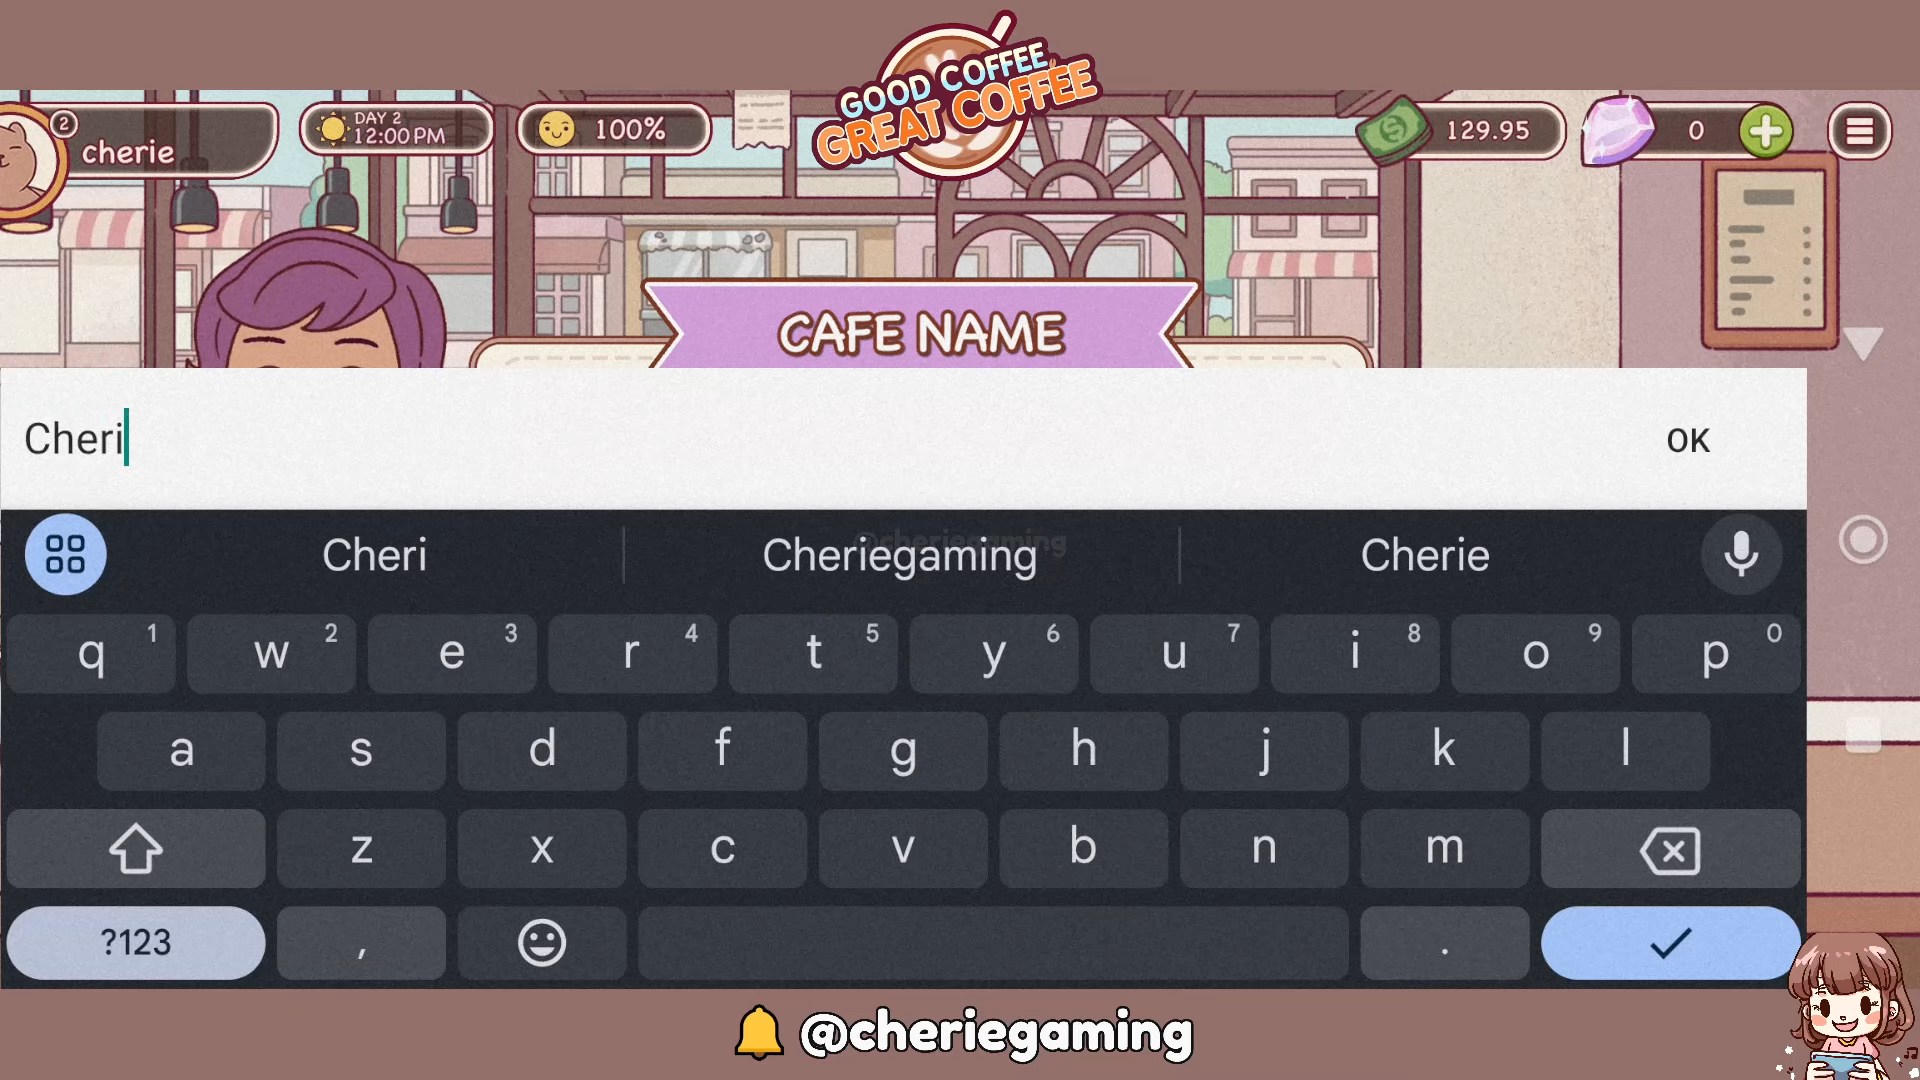 GOOD COFFEE,
GREAT COFFEE
2
cherie
DAY 2
12:00 PM
100%
129.95
0
CAFE NAME
Cheri
OK
@cheriegaming
Cheri
Cheriegaming
Cherie
q 1 w 2 e 3 r 4 t 5 y 6 u 7 i 8 o 9 p 0
a s d f g h j k l
z x c v b n m
?123 , .
@cheriegaming